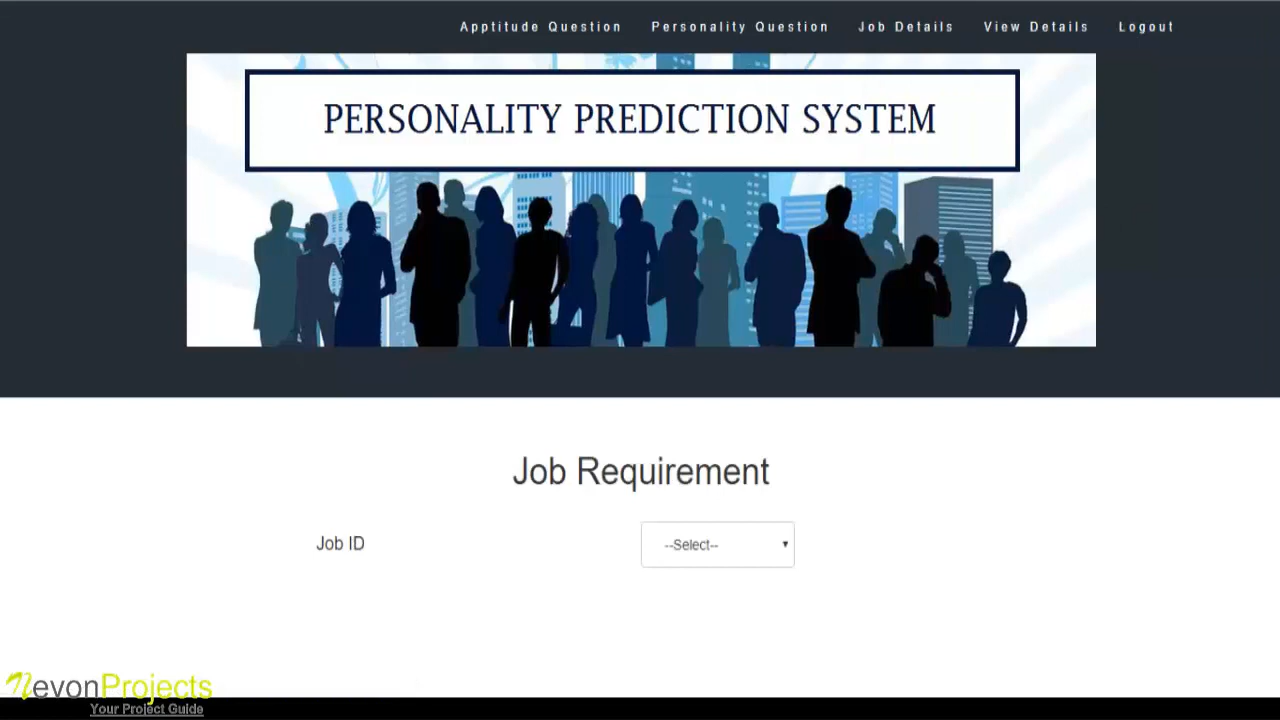 Apptitude Question Personality Question Job Details View Details Logout
PERSONALITY PREDICTION SYSTEM
Job Requirement
Job ID --Select--
NevonProjects
Your Project Guide